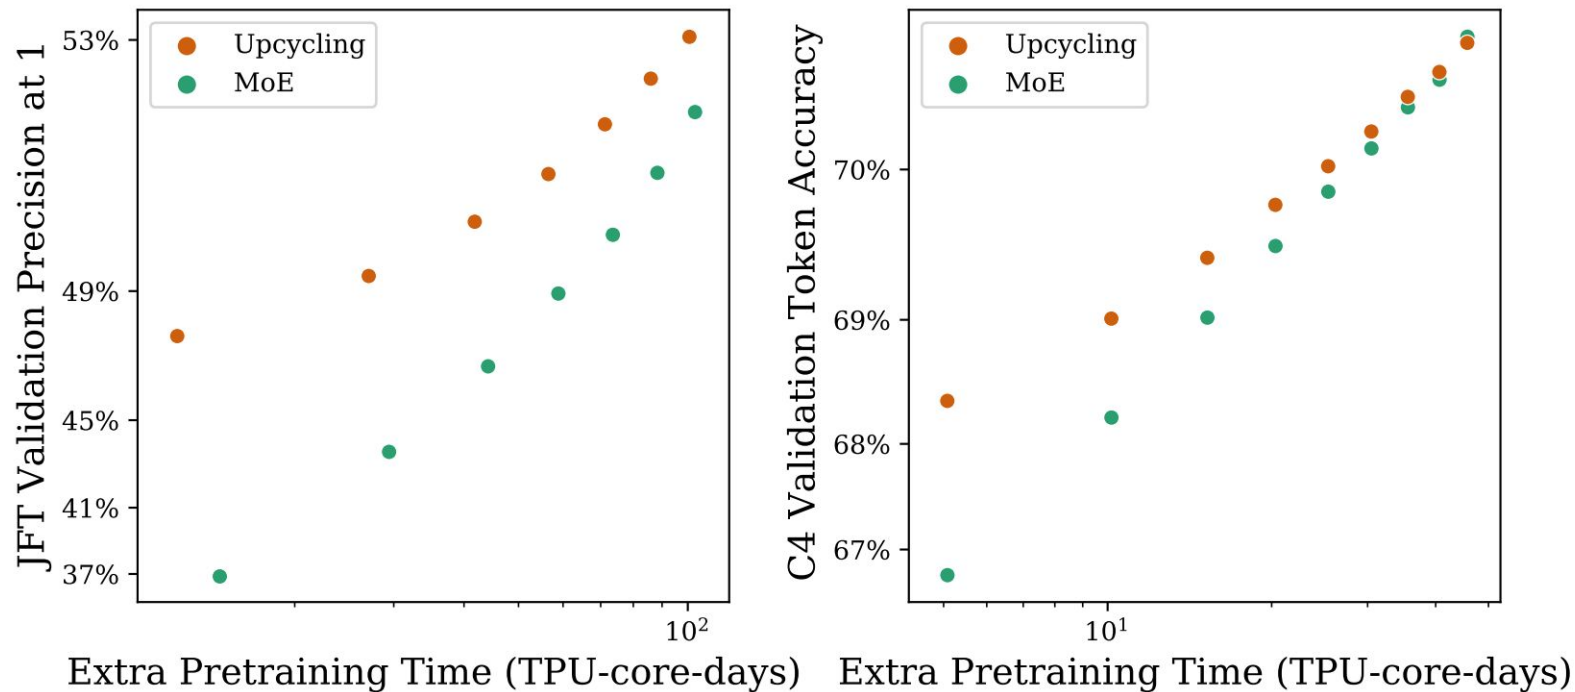 JFT Validation Precision at 1
53%
49%
45%
41%
37%
Upcycling
MoE
10²
Extra Pretraining Time (TPU-core-days)
C4 Validation Token Accuracy
70%
69%
68%
67%
Upcycling
MoE
10¹
Extra Pretraining Time (TPU-core-days)